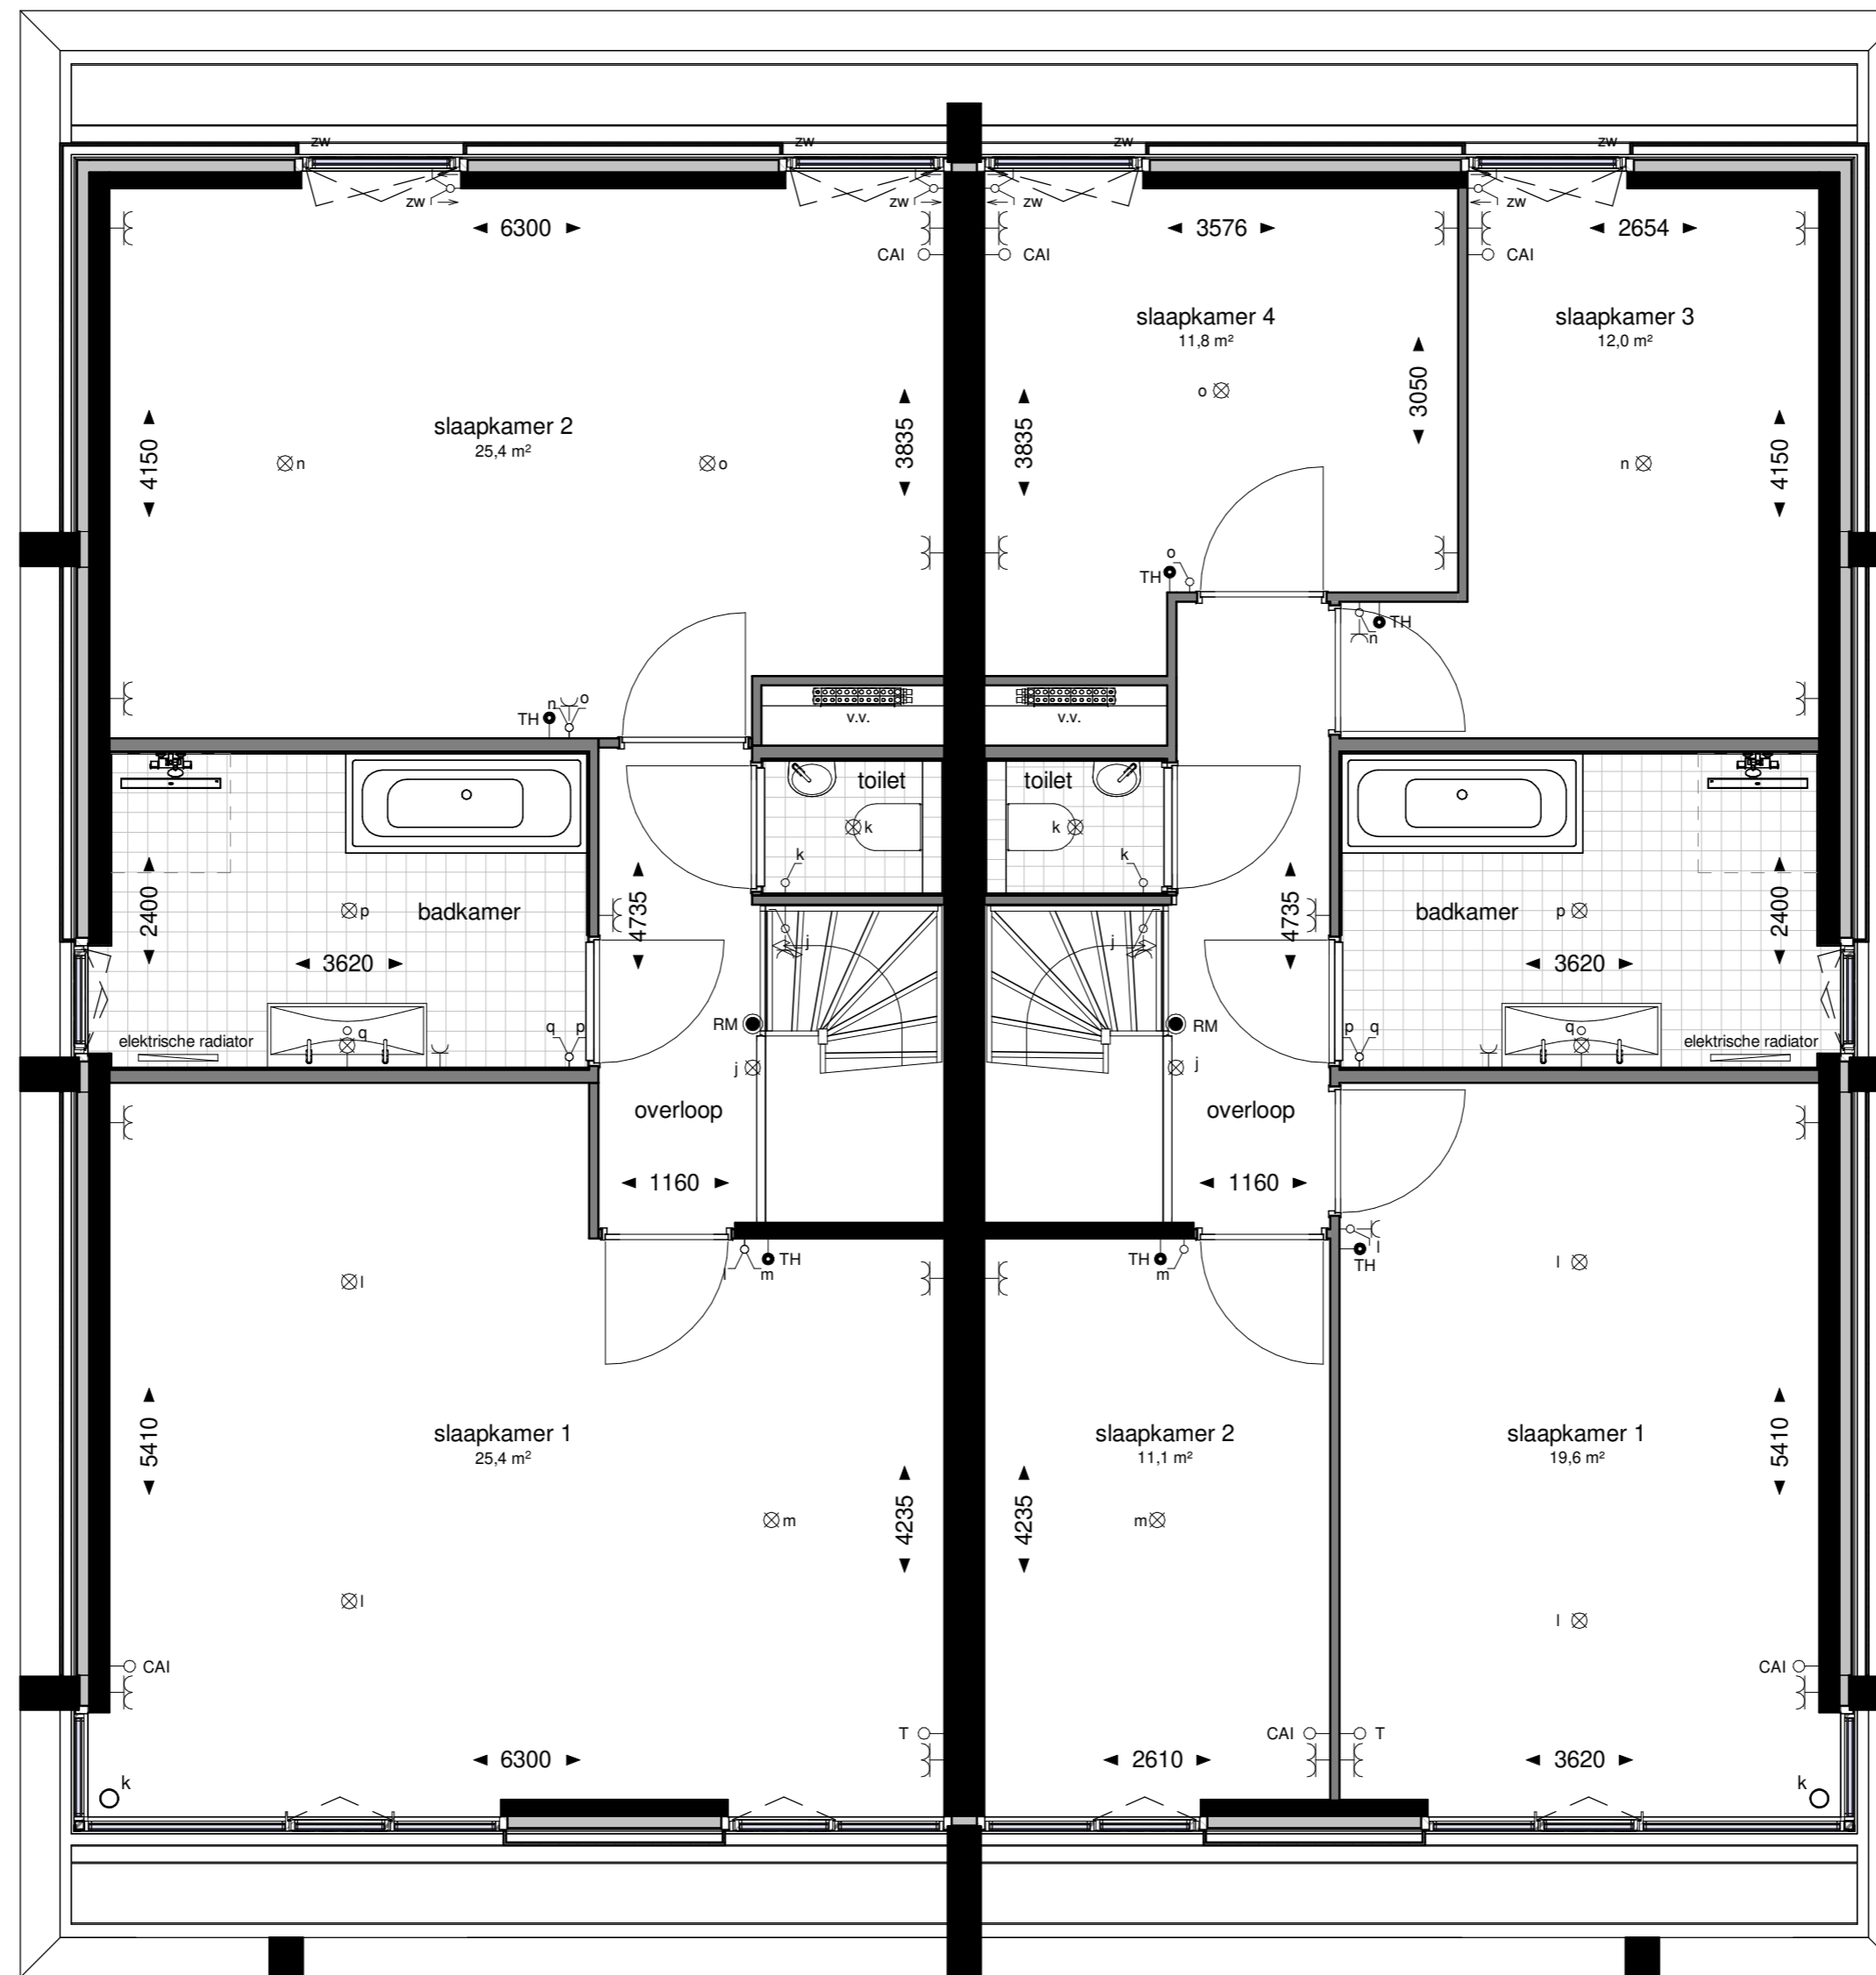 zw zw zw zw
zw zw zw zw
6300 3576 2654
CAI CAI CAI
slaapkamer 4 slaapkamer 3
11,8 m² 12,0 m²
3050
o
slaapkamer 2
25,4 m²
4150 3835 3835 4150
n o n
o
TH
TH
n
n o
TH
v.v. v.v.
toilet toilet
k k
k k
2400 4735 4735 2400
badkamer badkamer
p p
j j
3620 3620
RM RM
q p p q
q q
elektrische radiator elektrische radiator
j j
overloop overloop
1160 1160
l m TH TH m
l
TH
l l
5410 5410
slaapkamer 1 slaapkamer 2 slaapkamer 1
25,4 m² 11,1 m² 19,6 m²
4235 4235
m m
l l
CAI CAI
T CAI T
6300 2610 3620
k k